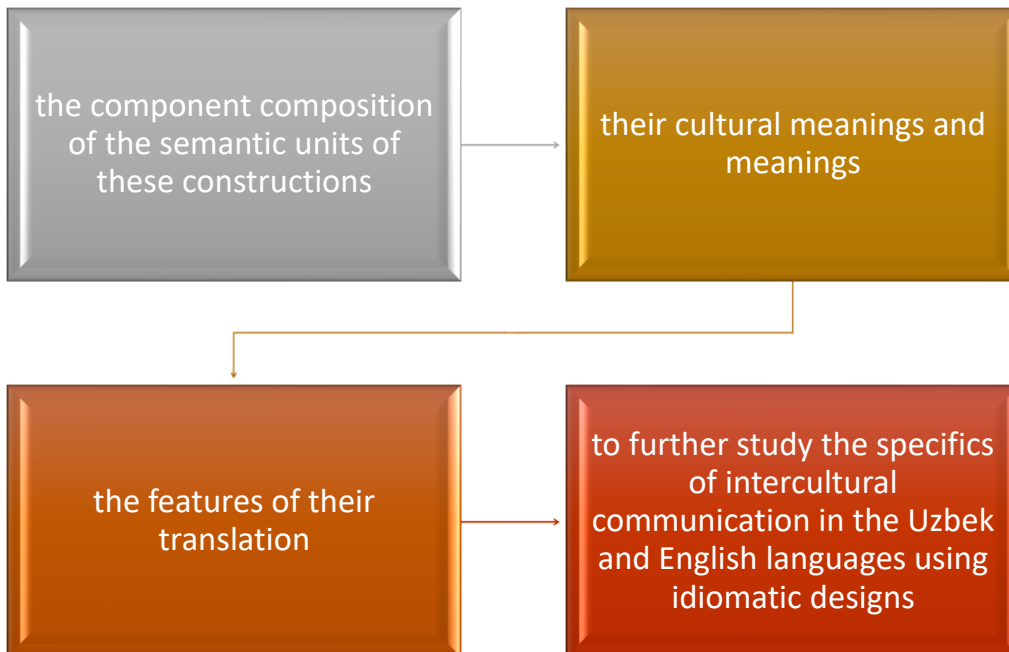 the component composition
of the semantic units of
these constructions
their cultural meanings and
meanings
the features of their
translation
to further study the specifics
of intercultural
communication in the Uzbek
and English languages using
idiomatic designs